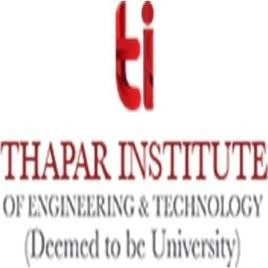 ti
THAPAR INSTITUTE
OF ENGINEERING & TECHNOLOGY
(Deemed to be University)